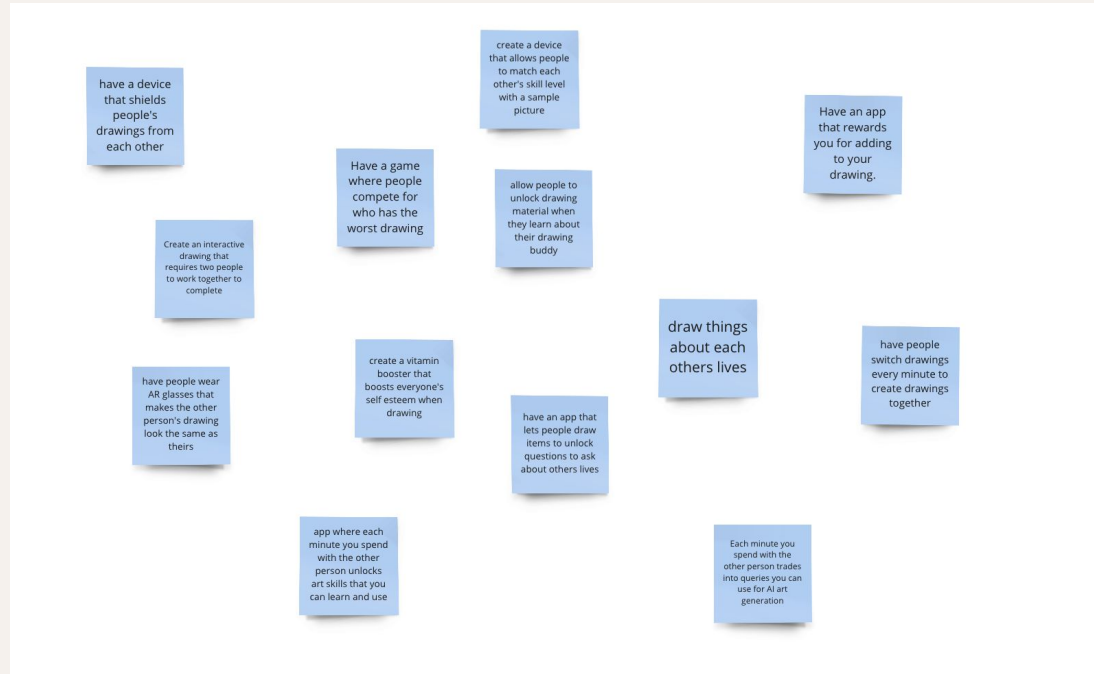 create a device
that allows people
to match each
other's skill level
with a sample
picture
have a device
that shields
people's
drawings from
each other
Have an app
that rewards
you for adding
to your
drawing.
Have a game
where people
compete for
who has the
worst drawing
allow people to
unlock drawing
material when
they learn about
their drawing
buddy
Create an interactive
drawing that
requires two people
to work together to
complete
draw things
about each
others lives
have people
switch drawings
every minute to
create drawings
together
create a vitamin
booster that
boosts everyone's
self esteem when
drawing
have people wear
AR glasses that
makes the other
person's drawing
look the same as
theirs
have an app that
lets people draw
items to unlock
questions to ask
about others lives
app where each
minute you spend
with the other
person unlocks
art skills that you
can learn and use
Each minute you
spend with the
other person trades
into queries you can
use for AI art
generation